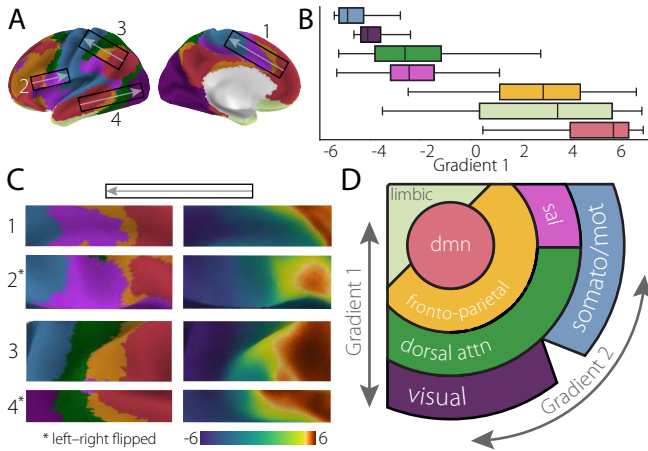 A
3
1
2
4
B
-6
-4
-2
0
2
4
6
Gradient 1
C
1
2*
3
4*
* left–right flipped
-6
6
D
limbic
sal
dmn
somato/mot
fronto-parietal
dorsal attn
visual
Gradient 1
Gradient 2